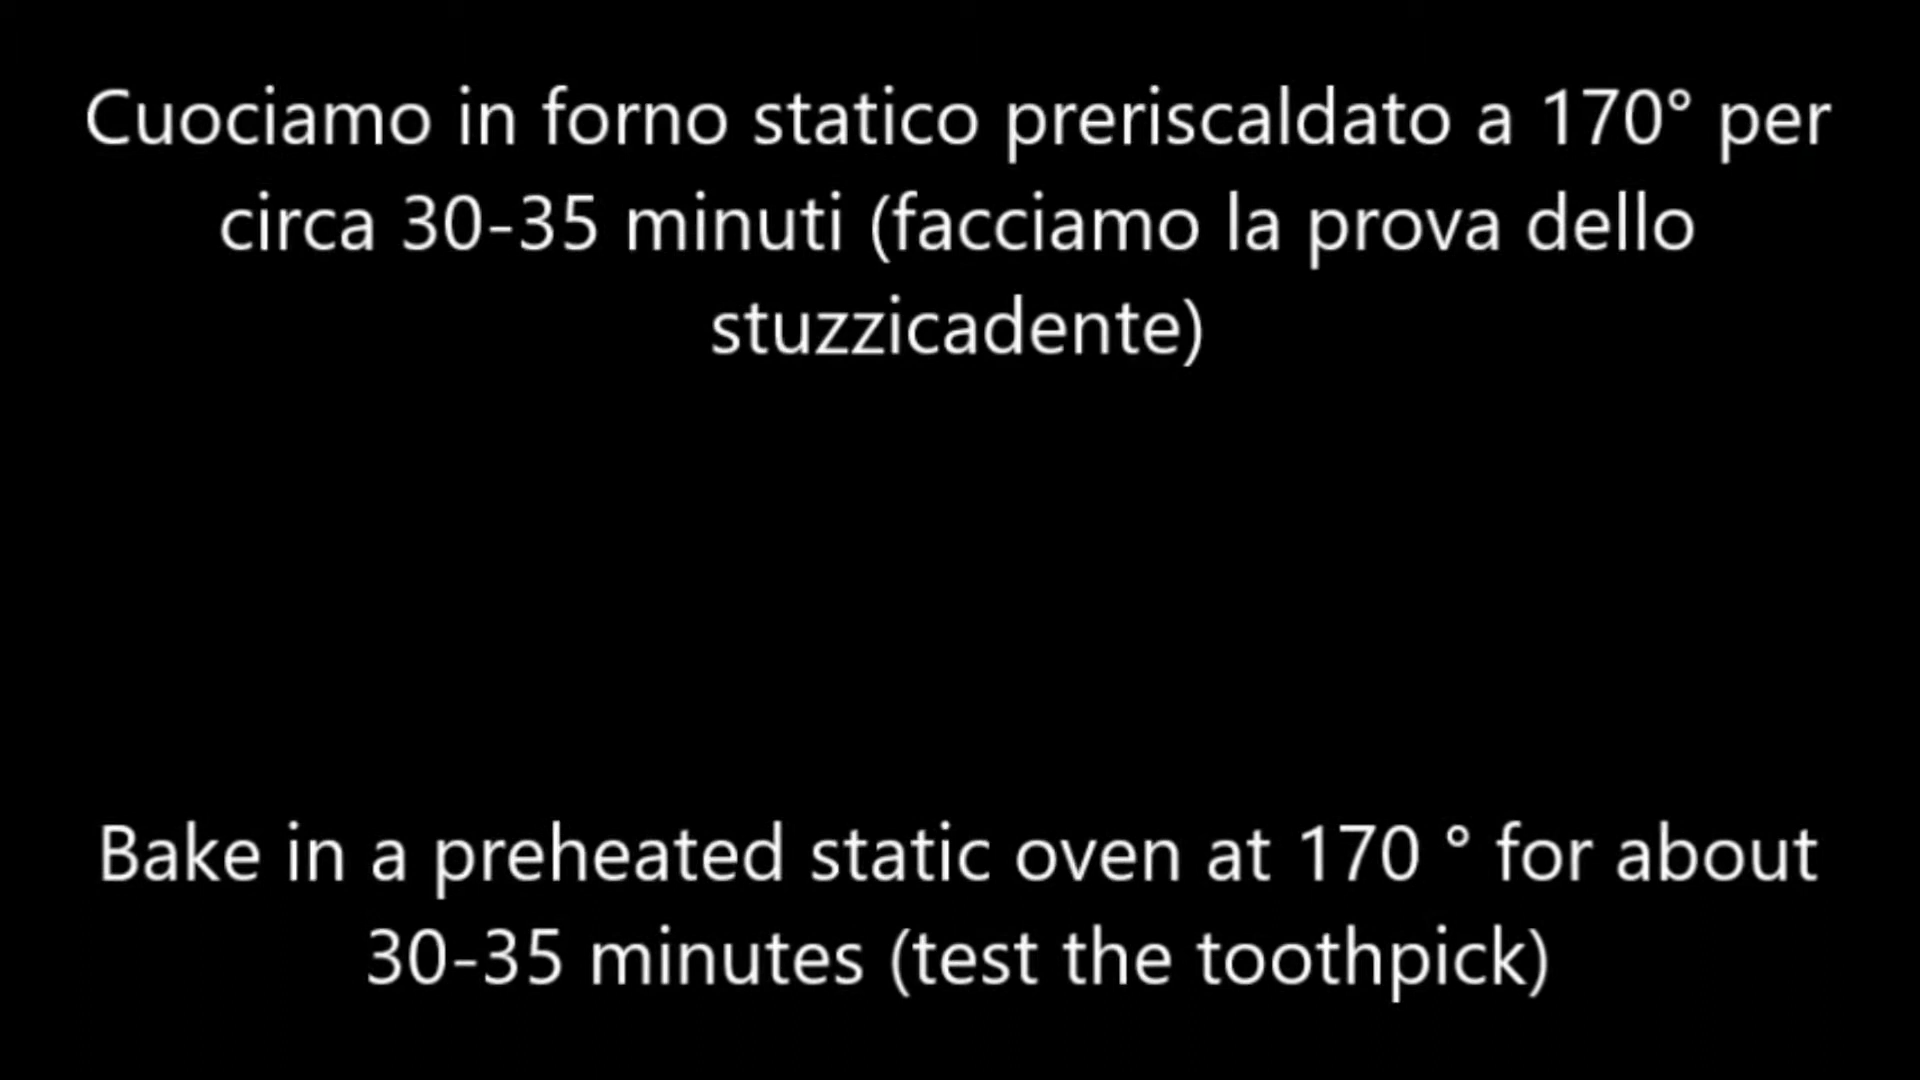 Cuociamo in forno statico preriscaldato a 170° per
circa 30-35 minuti (facciamo la prova dello
stuzzicadente)
Bake in a preheated static oven at 170 ° for about
30-35 minutes (test the toothpick)